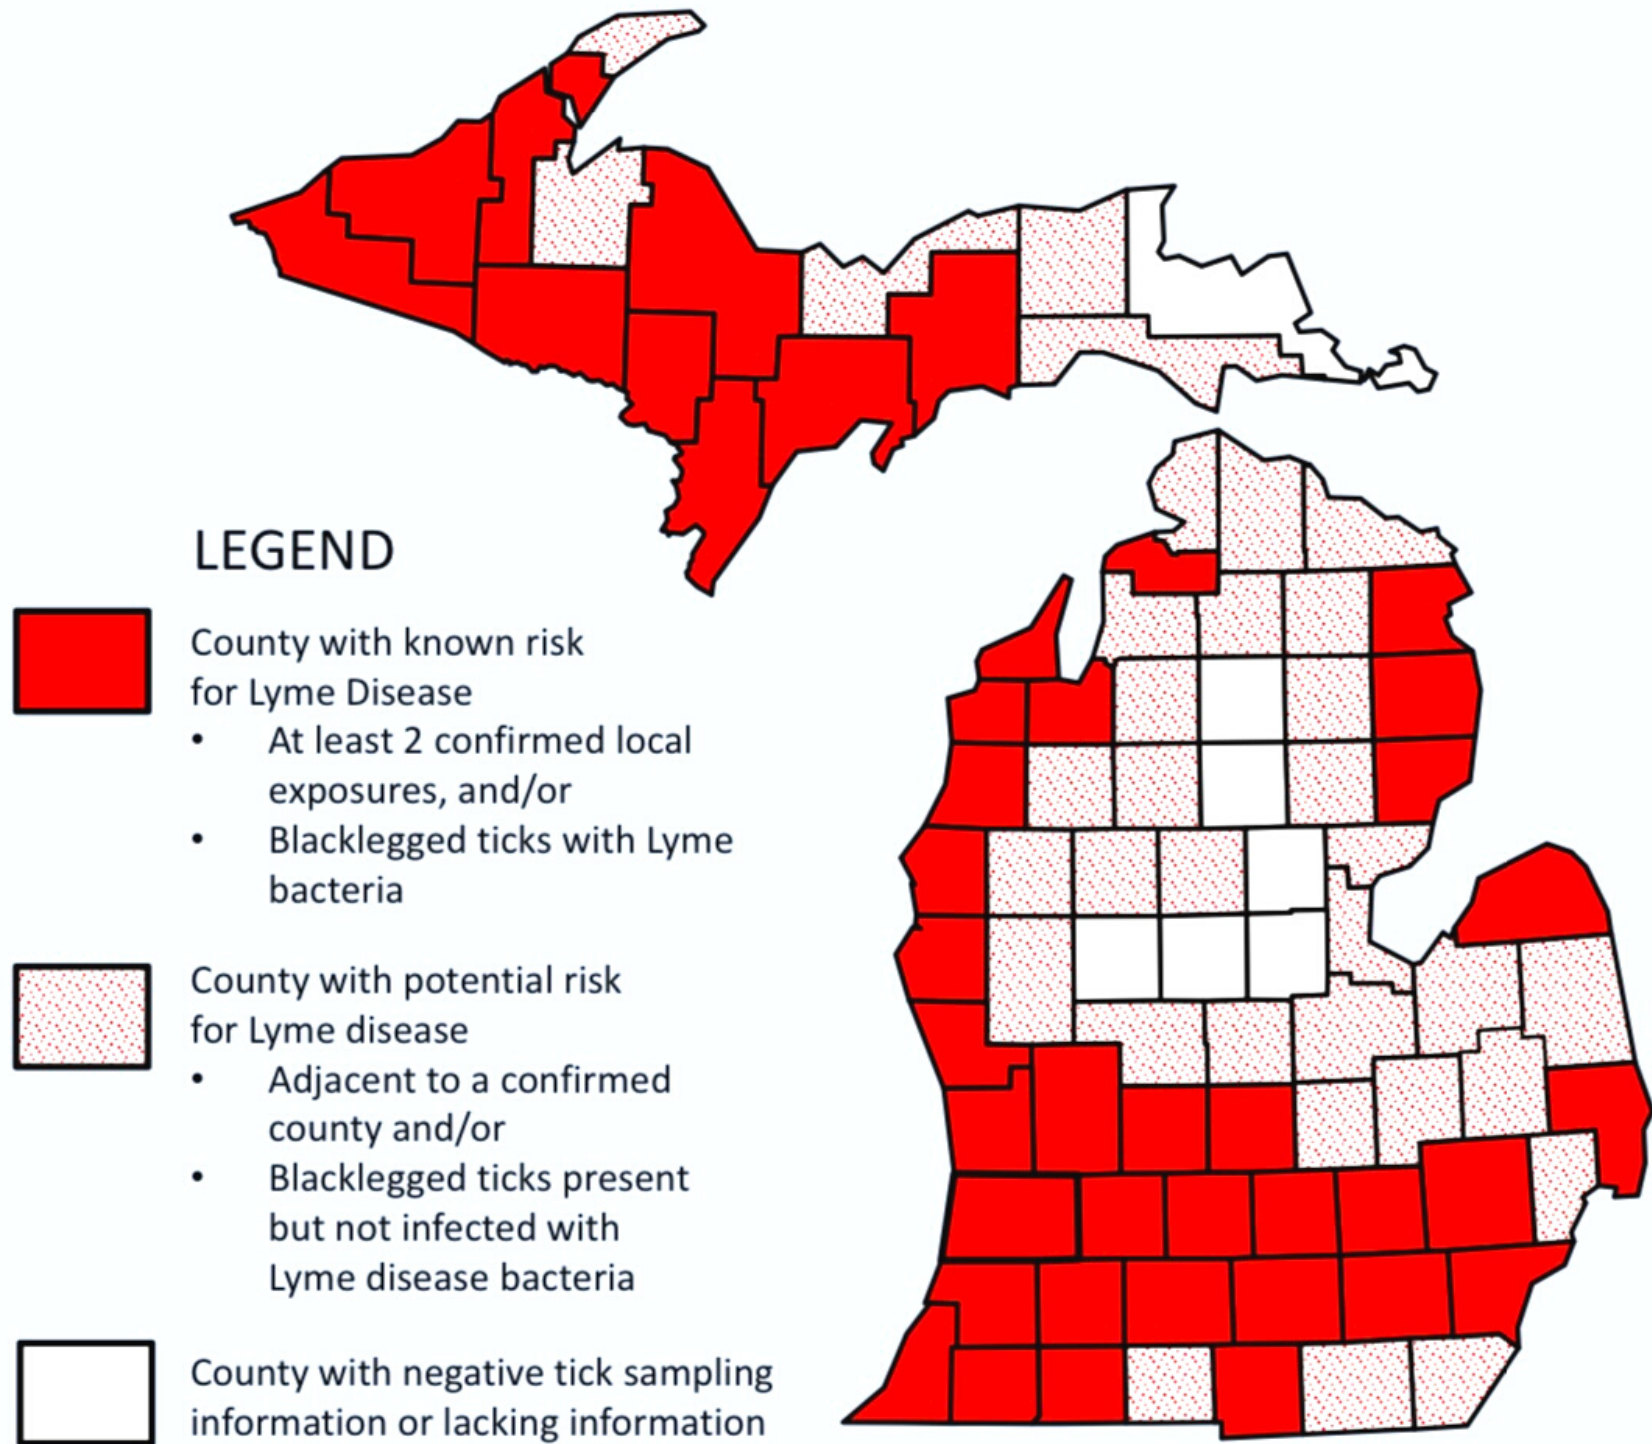 LEGEND
County with known risk
for Lyme Disease
• At least 2 confirmed local
exposures, and/or
• Blacklegged ticks with Lyme
bacteria
County with potential risk
for Lyme disease
• Adjacent to a confirmed
county and/or
• Blacklegged ticks present
but not infected with
Lyme disease bacteria
County with negative tick sampling
information or lacking information